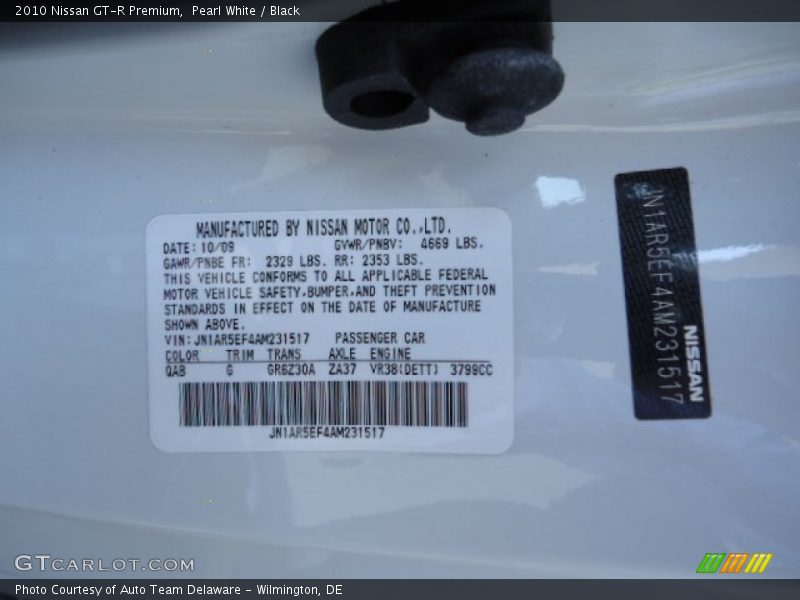 2010 Nissan GT-R Premium,  Pearl White / Black
MANUFACTURED BY NISSAN MOTOR CO.,LTD.
DATE: 10/09 GVWR/PNBV: 4669 LBS.
GAWR/PNBE FR: 2329 LBS. RR: 2353 LBS.
THIS VEHICLE CONFORMS TO ALL APPLICABLE FEDERAL
MOTOR VEHICLE SAFETY,BUMPER,AND THEFT PREVENTION
STANDARDS IN EFFECT ON THE DATE OF MANUFACTURE
SHOWN ABOVE.
VIN: JN1AR5EF4AM231517 PASSENGER CAR
COLOR TRIM TRANS AXLE ENGINE
QAB G GR6Z30A ZA37 VR38(DETT) 3799CC
JN1AR5EF4AM231517
JN1AR5EF4AM231517
NISSAN
GTCARLOT.COM
Photo Courtesy of Auto Team Delaware - Wilmington, DE